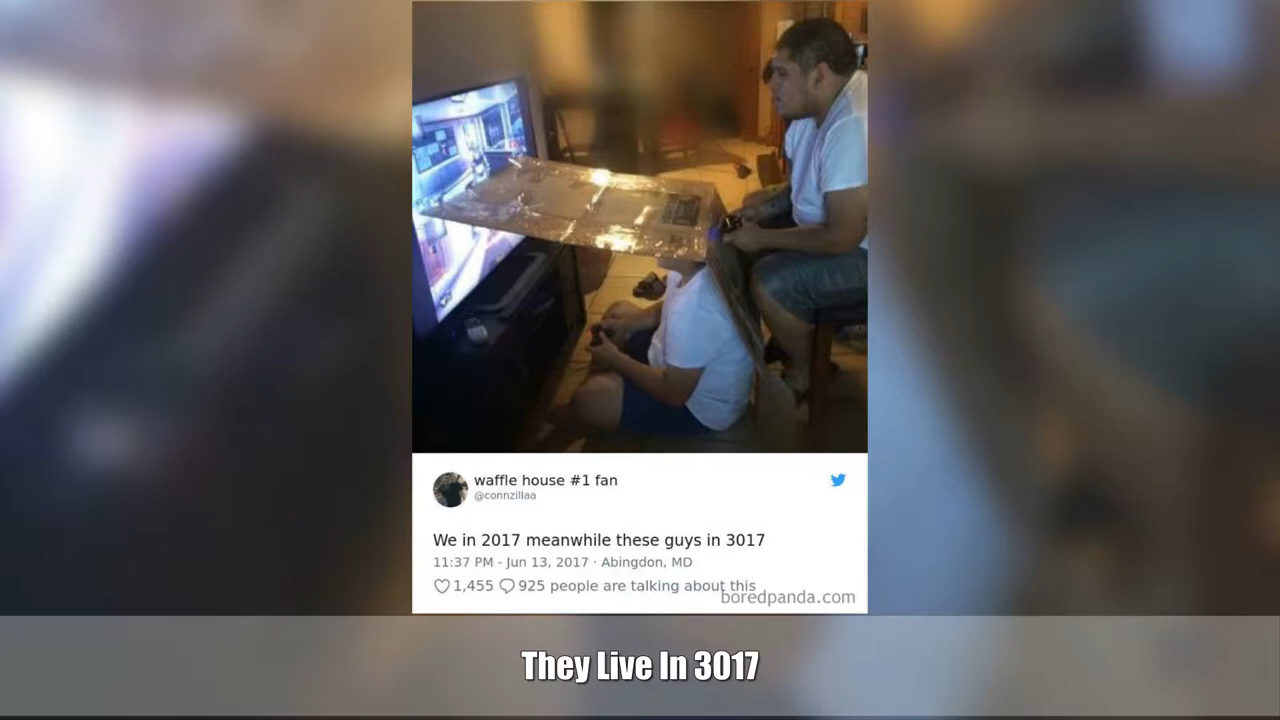 waffle house #1 fan
@connzillaa
We in 2017 meanwhile these guys in 3017
11:37 PM - Jun 13, 2017 · Abingdon, MD
1,455 925 people are talking about this
boredpanda.com
They Live In 3017